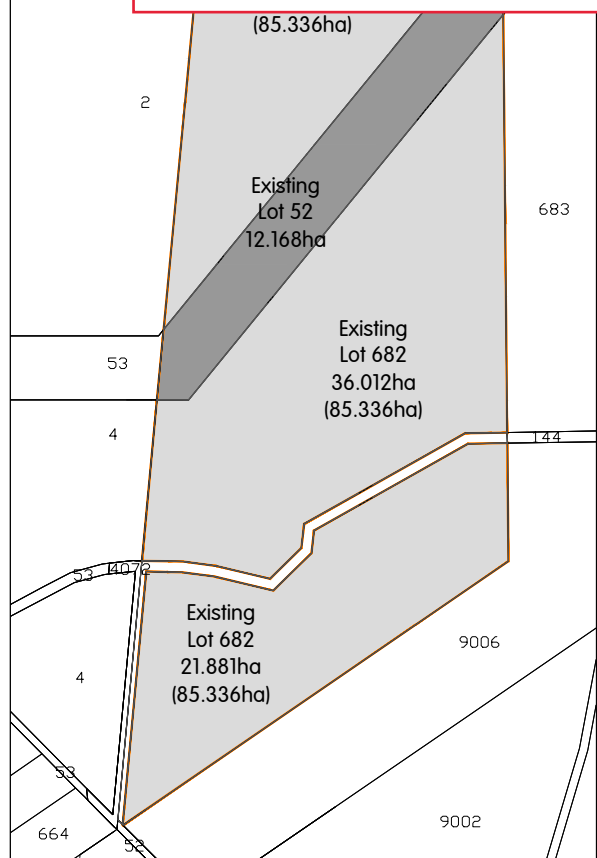 (85.336ha)
2
Existing
Lot 52
12.168ha
683
Existing
Lot 682
36.012ha
(85.336ha)
53
4
144
53
4072
Existing
Lot 682
21.881ha
(85.336ha)
9006
4
53
664
52
9002